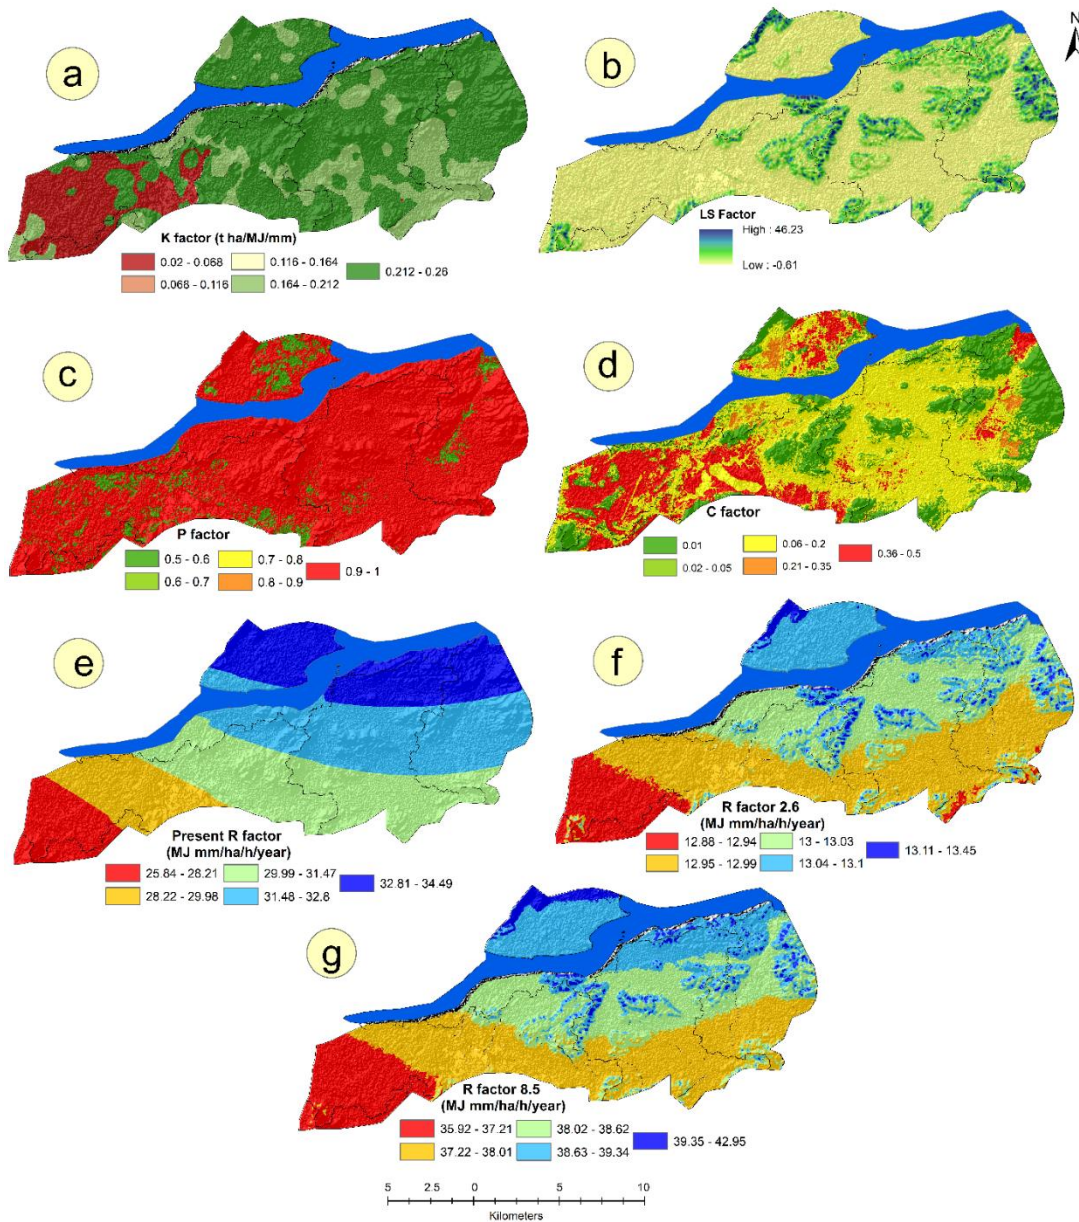 N
a
K factor (t ha/MJ/mm)
0.02 - 0.068
0.116 - 0.164
0.212 - 0.26
0.068 - 0.116
0.164 - 0.212
b
LS Factor
High : 46.23
Low : -0.61
c
P factor
0.5 - 0.6
0.7 - 0.8
0.9 - 1
0.6 - 0.7
0.8 - 0.9
d
C factor
0.01
0.06 - 0.2
0.36 - 0.5
0.02 - 0.05
0.21 - 0.35
e
Present R factor
(MJ mm/ha/h/year)
25.84 - 28.21
29.99 - 31.47
32.81 - 34.49
28.22 - 29.98
31.48 - 32.8
f
R factor 2.6
(MJ mm/ha/h/year)
12.88 - 12.94
13 - 13.03
13.11 - 13.45
12.95 - 12.99
13.04 - 13.1
g
R factor 8.5
(MJ mm/ha/h/year)
35.92 - 37.21
38.02 - 38.62
39.35 - 42.95
37.22 - 38.01
38.63 - 39.34
5 2.5 0 5 10
Kilometers